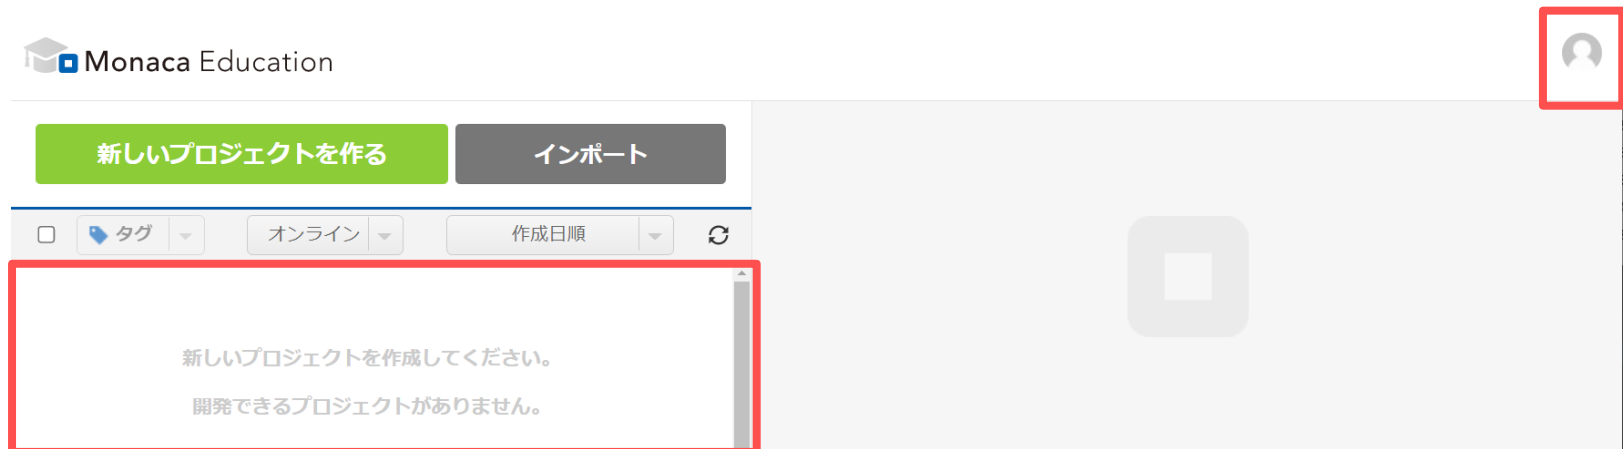 Monaca Education
新しいプロジェクトを作る
インポート
タグ
オンライン
作成日順
新しいプロジェクトを作成してください。
開発できるプロジェクトがありません。